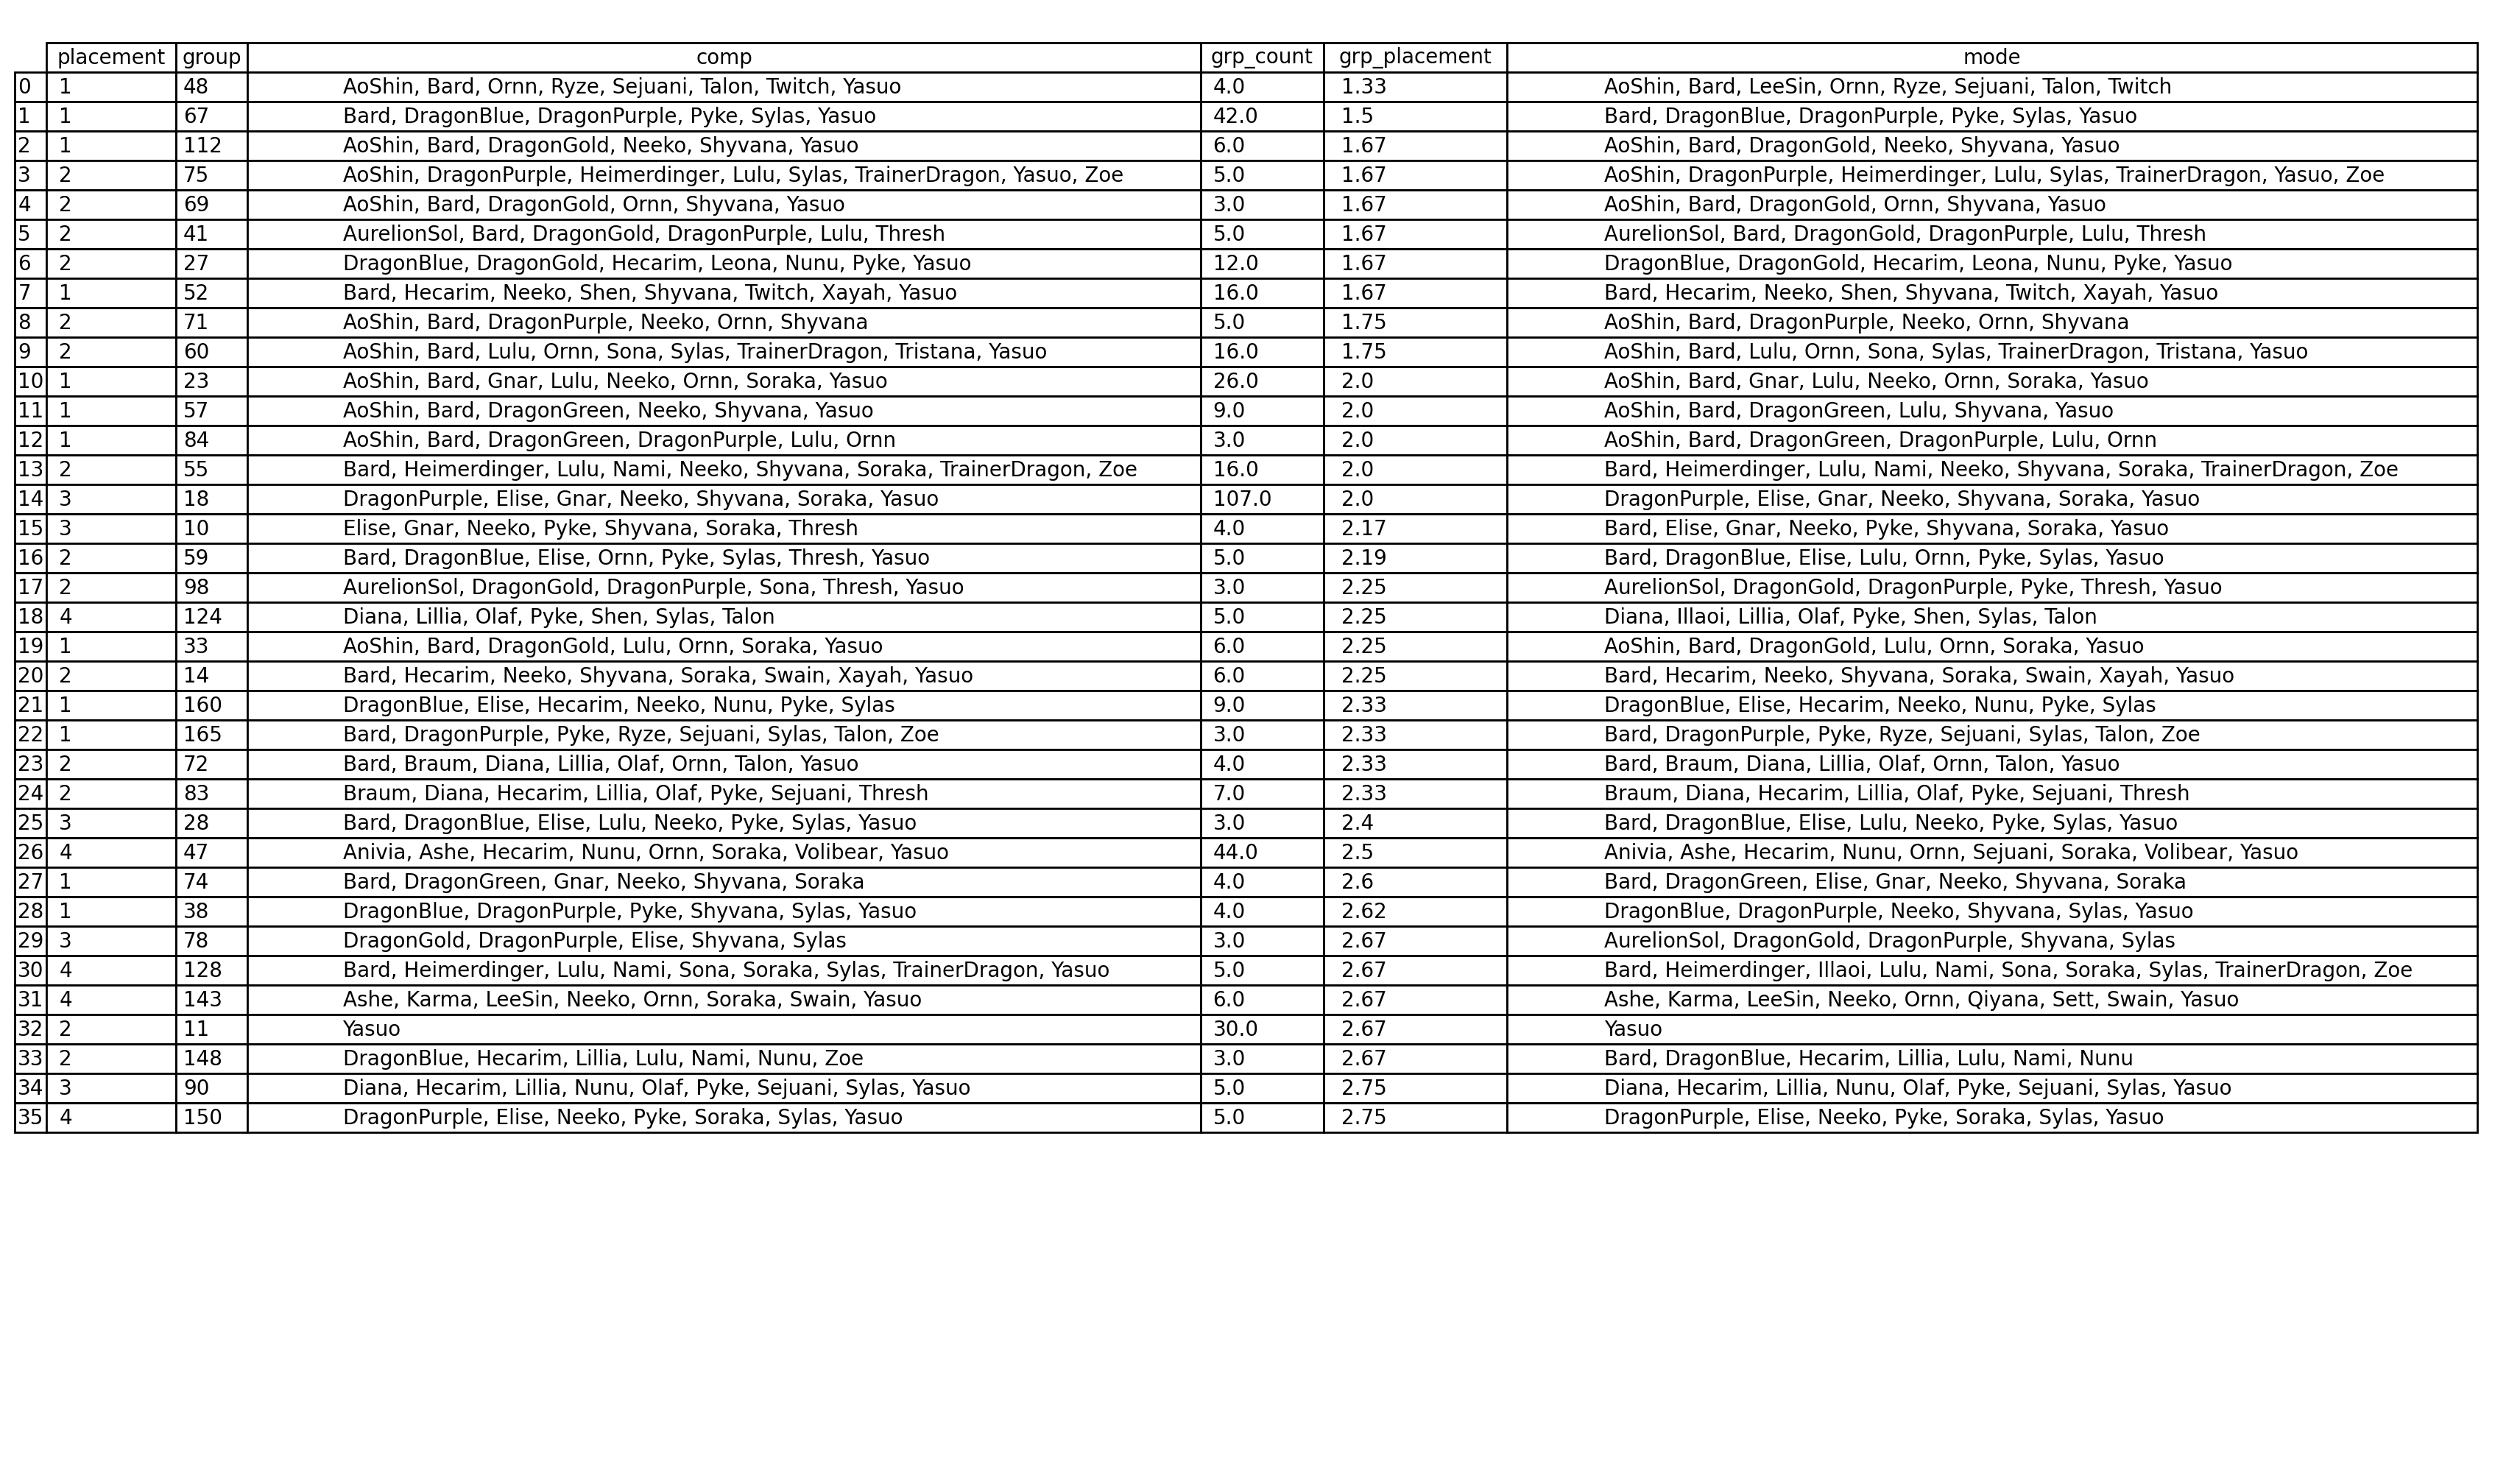 placement group comp grp_count grp_placement mode
0 1 48 AoShin, Bard, Ornn, Ryze, Sejuani, Talon, Twitch, Yasuo 4.0 1.33 AoShin, Bard, LeeSin, Ornn, Ryze, Sejuani, Talon, Twitch
1 1 67 Bard, DragonBlue, DragonPurple, Pyke, Sylas, Yasuo 42.0 1.5 Bard, DragonBlue, DragonPurple, Pyke, Sylas, Yasuo
2 1 112 AoShin, Bard, DragonGold, Neeko, Shyvana, Yasuo 6.0 1.67 AoShin, Bard, DragonGold, Neeko, Shyvana, Yasuo
3 2 75 AoShin, DragonPurple, Heimerdinger, Lulu, Sylas, TrainerDragon, Yasuo, Zoe 5.0 1.67 AoShin, DragonPurple, Heimerdinger, Lulu, Sylas, TrainerDragon, Yasuo, Zoe
4 2 69 AoShin, Bard, DragonGold, Ornn, Shyvana, Yasuo 3.0 1.67 AoShin, Bard, DragonGold, Ornn, Shyvana, Yasuo
5 2 41 AurelionSol, Bard, DragonGold, DragonPurple, Lulu, Thresh 5.0 1.67 AurelionSol, Bard, DragonGold, DragonPurple, Lulu, Thresh
6 2 27 DragonBlue, DragonGold, Hecarim, Leona, Nunu, Pyke, Yasuo 12.0 1.67 DragonBlue, DragonGold, Hecarim, Leona, Nunu, Pyke, Yasuo
7 1 52 Bard, Hecarim, Neeko, Shen, Shyvana, Twitch, Xayah, Yasuo 16.0 1.67 Bard, Hecarim, Neeko, Shen, Shyvana, Twitch, Xayah, Yasuo
8 2 71 AoShin, Bard, DragonPurple, Neeko, Ornn, Shyvana 5.0 1.75 AoShin, Bard, DragonPurple, Neeko, Ornn, Shyvana
9 2 60 AoShin, Bard, Lulu, Ornn, Sona, Sylas, TrainerDragon, Tristana, Yasuo 16.0 1.75 AoShin, Bard, Lulu, Ornn, Sona, Sylas, TrainerDragon, Tristana, Yasuo
10 1 23 AoShin, Bard, Gnar, Lulu, Neeko, Ornn, Soraka, Yasuo 26.0 2.0 AoShin, Bard, Gnar, Lulu, Neeko, Ornn, Soraka, Yasuo
11 1 57 AoShin, Bard, DragonGreen, Neeko, Shyvana, Yasuo 9.0 2.0 AoShin, Bard, DragonGreen, Lulu, Shyvana, Yasuo
12 1 84 AoShin, Bard, DragonGreen, DragonPurple, Lulu, Ornn 3.0 2.0 AoShin, Bard, DragonGreen, DragonPurple, Lulu, Ornn
13 2 55 Bard, Heimerdinger, Lulu, Nami, Neeko, Shyvana, Soraka, TrainerDragon, Zoe 16.0 2.0 Bard, Heimerdinger, Lulu, Nami, Neeko, Shyvana, Soraka, TrainerDragon, Zoe
14 3 18 DragonPurple, Elise, Gnar, Neeko, Shyvana, Soraka, Yasuo 107.0 2.0 DragonPurple, Elise, Gnar, Neeko, Shyvana, Soraka, Yasuo
15 3 10 Elise, Gnar, Neeko, Pyke, Shyvana, Soraka, Thresh 4.0 2.17 Bard, Elise, Gnar, Neeko, Pyke, Shyvana, Soraka, Yasuo
16 2 59 Bard, DragonBlue, Elise, Ornn, Pyke, Sylas, Thresh, Yasuo 5.0 2.19 Bard, DragonBlue, Elise, Lulu, Ornn, Pyke, Sylas, Yasuo
17 2 98 AurelionSol, DragonGold, DragonPurple, Sona, Thresh, Yasuo 3.0 2.25 AurelionSol, DragonGold, DragonPurple, Pyke, Thresh, Yasuo
18 4 124 Diana, Lillia, Olaf, Pyke, Shen, Sylas, Talon 5.0 2.25 Diana, Illaoi, Lillia, Olaf, Pyke, Shen, Sylas, Talon
19 1 33 AoShin, Bard, DragonGold, Lulu, Ornn, Soraka, Yasuo 6.0 2.25 AoShin, Bard, DragonGold, Lulu, Ornn, Soraka, Yasuo
20 2 14 Bard, Hecarim, Neeko, Shyvana, Soraka, Swain, Xayah, Yasuo 6.0 2.25 Bard, Hecarim, Neeko, Shyvana, Soraka, Swain, Xayah, Yasuo
21 1 160 DragonBlue, Elise, Hecarim, Neeko, Nunu, Pyke, Sylas 9.0 2.33 DragonBlue, Elise, Hecarim, Neeko, Nunu, Pyke, Sylas
22 1 165 Bard, DragonPurple, Pyke, Ryze, Sejuani, Sylas, Talon, Zoe 3.0 2.33 Bard, DragonPurple, Pyke, Ryze, Sejuani, Sylas, Talon, Zoe
23 2 72 Bard, Braum, Diana, Lillia, Olaf, Ornn, Talon, Yasuo 4.0 2.33 Bard, Braum, Diana, Lillia, Olaf, Ornn, Talon, Yasuo
24 2 83 Braum, Diana, Hecarim, Lillia, Olaf, Pyke, Sejuani, Thresh 7.0 2.33 Braum, Diana, Hecarim, Lillia, Olaf, Pyke, Sejuani, Thresh
25 3 28 Bard, DragonBlue, Elise, Lulu, Neeko, Pyke, Sylas, Yasuo 3.0 2.4 Bard, DragonBlue, Elise, Lulu, Neeko, Pyke, Sylas, Yasuo
26 4 47 Anivia, Ashe, Hecarim, Nunu, Ornn, Soraka, Volibear, Yasuo 44.0 2.5 Anivia, Ashe, Hecarim, Nunu, Ornn, Sejuani, Soraka, Volibear, Yasuo
27 1 74 Bard, DragonGreen, Gnar, Neeko, Shyvana, Soraka 4.0 2.6 Bard, DragonGreen, Elise, Gnar, Neeko, Shyvana, Soraka
28 1 38 DragonBlue, DragonPurple, Pyke, Shyvana, Sylas, Yasuo 4.0 2.62 DragonBlue, DragonPurple, Neeko, Shyvana, Sylas, Yasuo
29 3 78 DragonGold, DragonPurple, Elise, Shyvana, Sylas 3.0 2.67 AurelionSol, DragonGold, DragonPurple, Shyvana, Sylas
30 4 128 Bard, Heimerdinger, Lulu, Nami, Sona, Soraka, Sylas, TrainerDragon, Yasuo 5.0 2.67 Bard, Heimerdinger, Illaoi, Lulu, Nami, Sona, Soraka, Sylas, TrainerDragon, Zoe
31 4 143 Ashe, Karma, LeeSin, Neeko, Ornn, Soraka, Swain, Yasuo 6.0 2.67 Ashe, Karma, LeeSin, Neeko, Ornn, Qiyana, Sett, Swain, Yasuo
32 2 11 Yasuo 30.0 2.67 Yasuo
33 2 148 DragonBlue, Hecarim, Lillia, Lulu, Nami, Nunu, Zoe 3.0 2.67 Bard, DragonBlue, Hecarim, Lillia, Lulu, Nami, Nunu
34 3 90 Diana, Hecarim, Lillia, Nunu, Olaf, Pyke, Sejuani, Sylas, Yasuo 5.0 2.75 Diana, Hecarim, Lillia, Nunu, Olaf, Pyke, Sejuani, Sylas, Yasuo
35 4 150 DragonPurple, Elise, Neeko, Pyke, Soraka, Sylas, Yasuo 5.0 2.75 DragonPurple, Elise, Neeko, Pyke, Soraka, Sylas, Yasuo